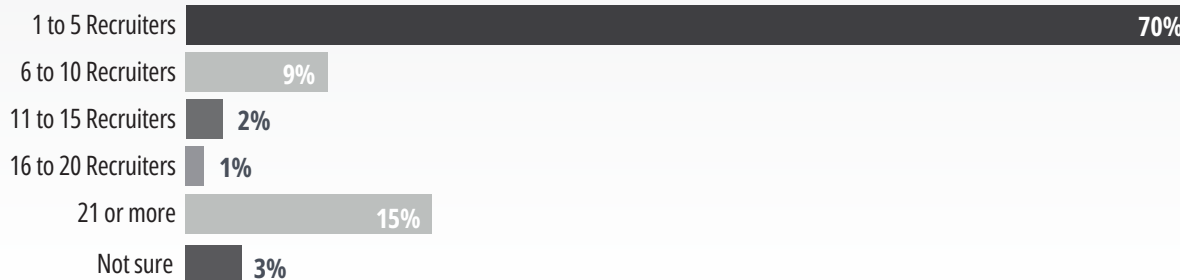 1 to 5 Recruiters 70%
6 to 10 Recruiters 9%
11 to 15 Recruiters 2%
16 to 20 Recruiters 1%
21 or more 15%
Not sure 3%